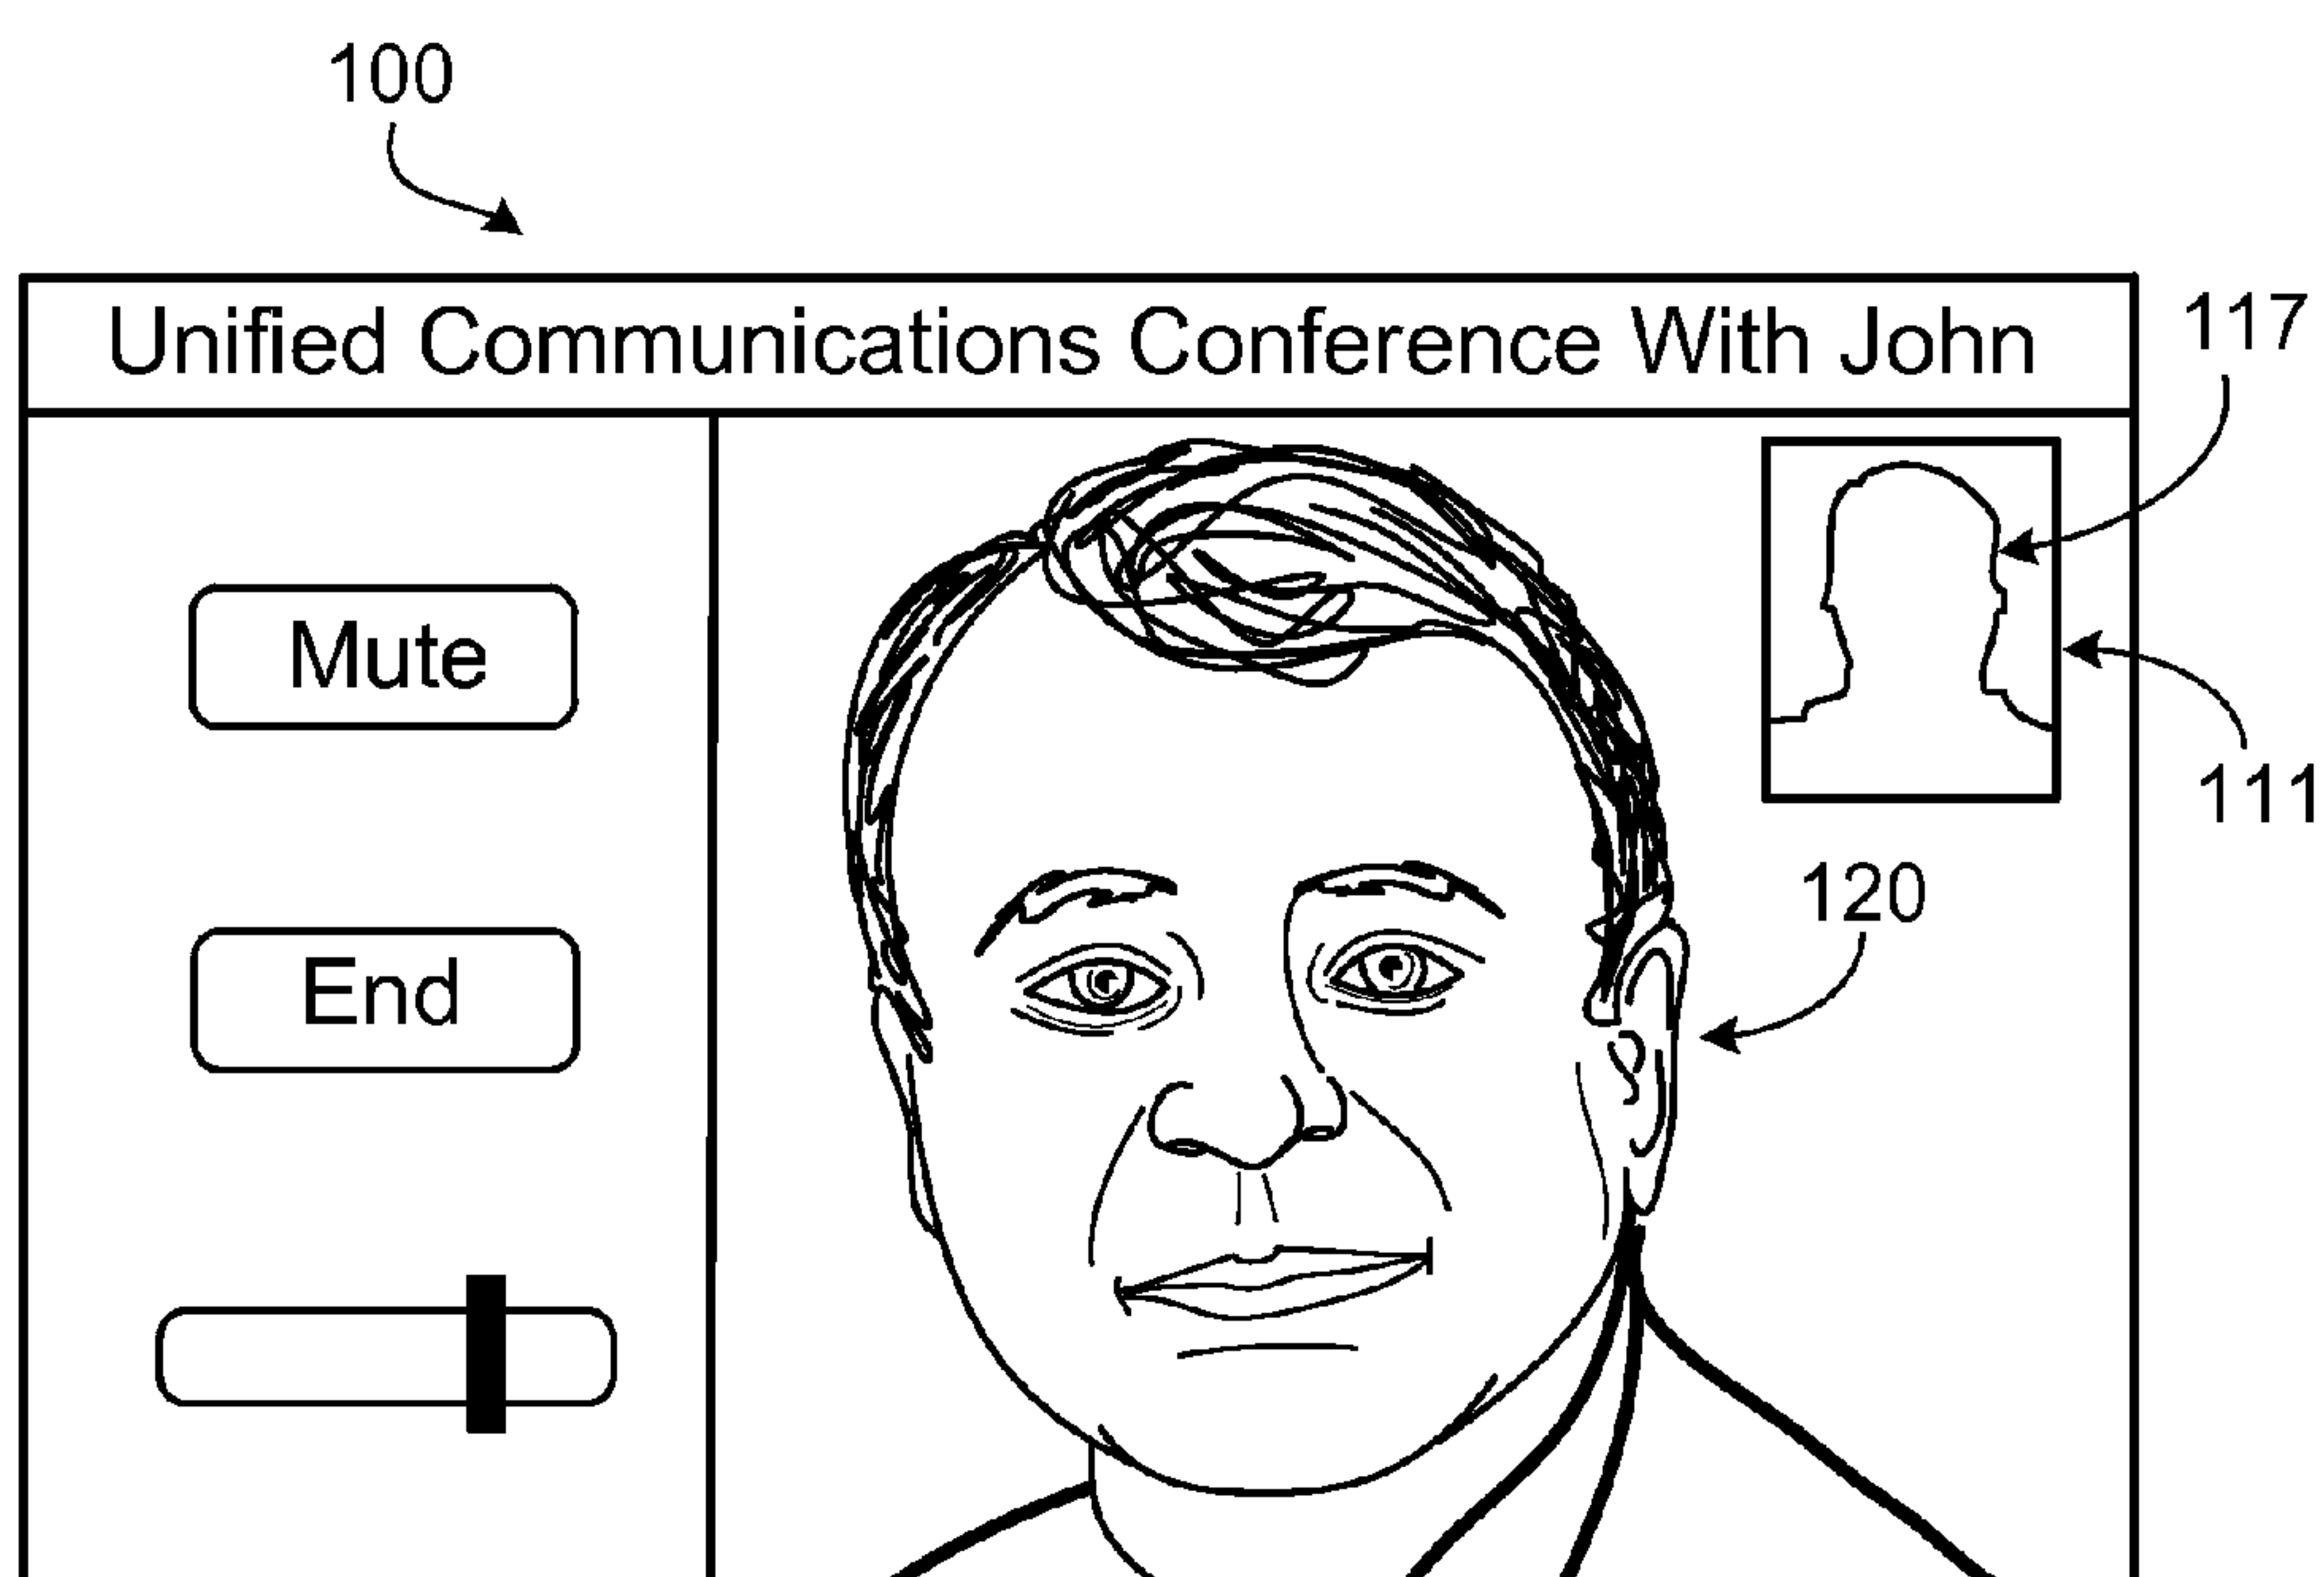 100
Unified Communications Conference With John
117
Mute
111
120
End